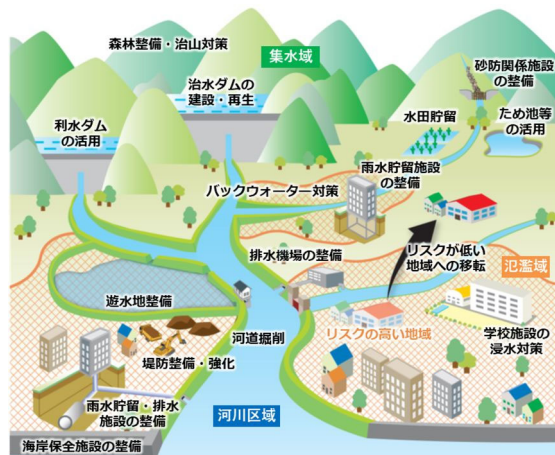 森林整備・治山対策
集水域
砂防関係施設
の整備
治水ダムの
建設・再生
水田貯留
ため池等
の活用
利水ダム
の活用
雨水貯留施設
の整備
バックウォーター対策
排水機場の整備
リスクが低い
地域への移転
氾濫域
遊水地整備
河道掘削
リスクの高い地域
学校施設の
浸水対策
堤防整備・強化
雨水貯留・排水
施設の整備
河川区域
海岸保全施設の整備